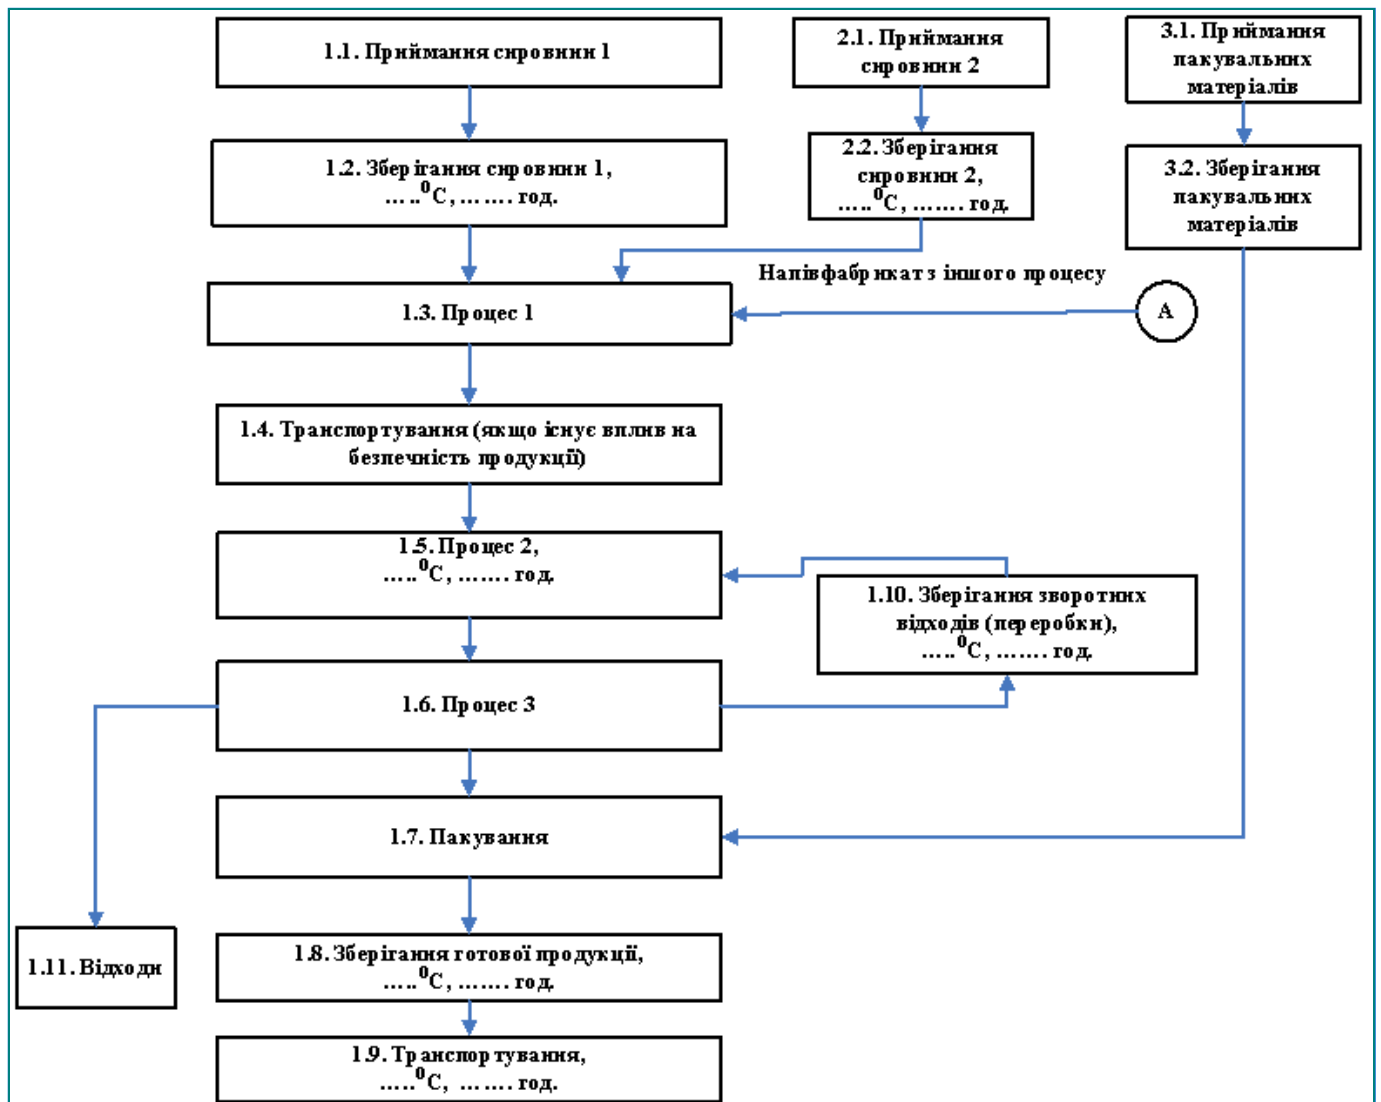 1.1. Приймання сировини 1
2.1. Приймання
сировини 2
3.1. Приймання
пакувальних
матеріалів
1.2. Зберігання сировини 1,
.....⁰С, ....... год.
2.2. Зберігання
сировини 2,
.....⁰С, ....... год.
3.2. Зберігання
пакувальних
матеріалів
Напівфабрикат з іншого процесу
1.3. Процес 1
А
1.4. Транспортування (якщо існує вплив на
безпечність продукції)
1.5. Процес 2,
.....⁰С, ....... год.
1.10. Зберігання зворотних
відходів (переробки),
.....⁰С, ....... год.
1.6. Процес 3
1.7. Пакування
1.11. Відходи
1.8. Зберігання готової продукції,
.....⁰С, ....... год.
1.9. Транспортування,
.....⁰С, ....... год.